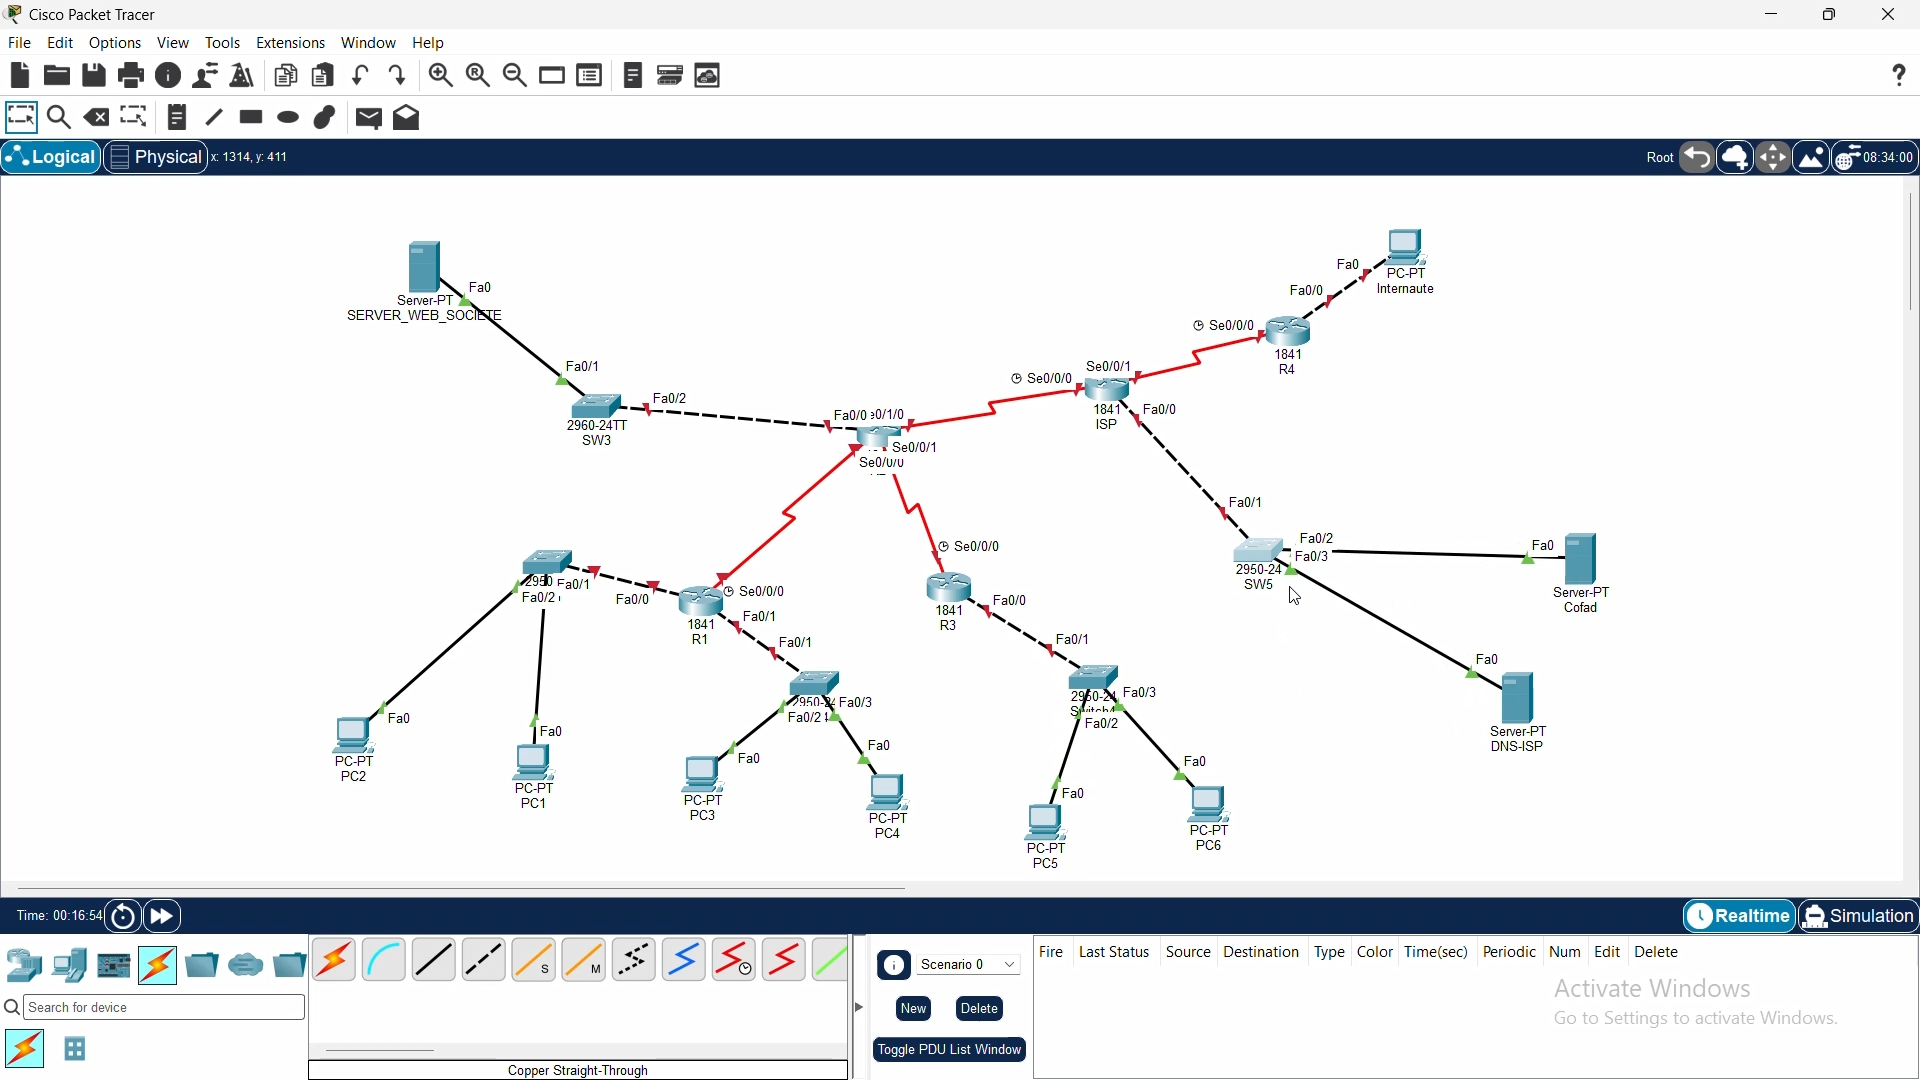 Cisco Packet Tracer
File Edit Options View Tools Extensions Window Help
Logical Physical x: 1314, y: 411 Root 08:34:00
Fa0
PC-PT
Internaute
Fa0/0
Fa0
Server-PT
SERVER_WEB_SOCIETE
Se0/0/0
1841
R4
Fa0/1
Se0/0/1
Se0/0/0
Fa0/2
2960-24TT
SW3
Fa0/0
1841
ISP
Fa0/0
Se0/0/1
Se0/0/0
Fa0/1
Se0/0/0
Fa0/2
Fa0/3
Fa0
2950-24
SW5
Server-PT
Cofad
Fa0/1
Fa0/2
Fa0/0
Se0/0/0
1841
R1
1841
R3
Fa0/0
Fa0/1
Fa0/1
Fa0/1
Fa0
Fa0/3
Fa0/2
Fa0/3
Fa0/2
Server-PT
DNS-ISP
Fa0
PC-PT
PC2
Fa0
PC-PT
PC1
Fa0
PC-PT
PC3
Fa0
PC-PT
PC4
Fa0
PC-PT
PC5
Fa0
PC-PT
PC6
Time: 00:16:54 Realtime Simulation
S M
Search for device
Copper Straight-Through
Scenario 0
New Delete
Toggle PDU List Window
Fire Last Status Source Destination Type Color Time(sec) Periodic Num Edit Delete
Activate Windows
Go to Settings to activate Windows.